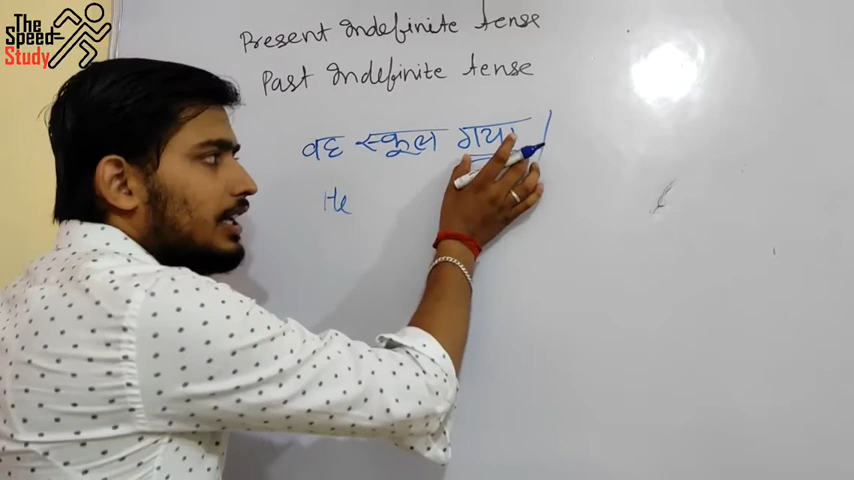 The
Speed
Study
Present Indefinite tense
Past Indefinite tense
वह स्कूल गया
He